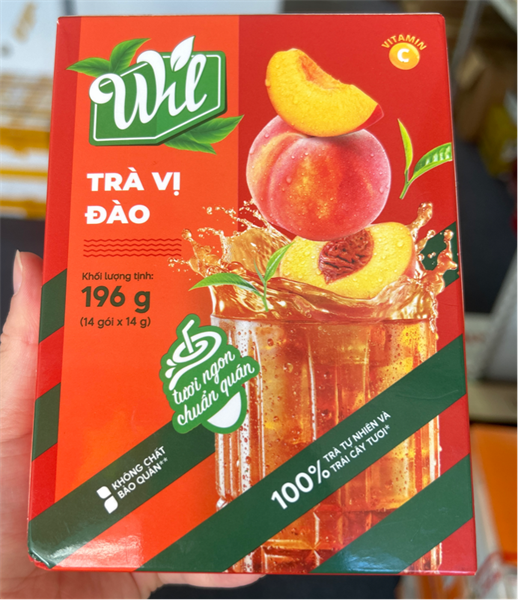 Wil
VITAMIN
C
TRÀ VỊ
ĐÀO
Khối lượng tịnh:
196 g
(14 gói x 14 g)
tươi ngon
chuẩn quán
KHÔNG CHẤT
BẢO QUẢN**
100% TRÀ TỰ NHIÊN VÀ
TRÁI CÂY TƯƠI*